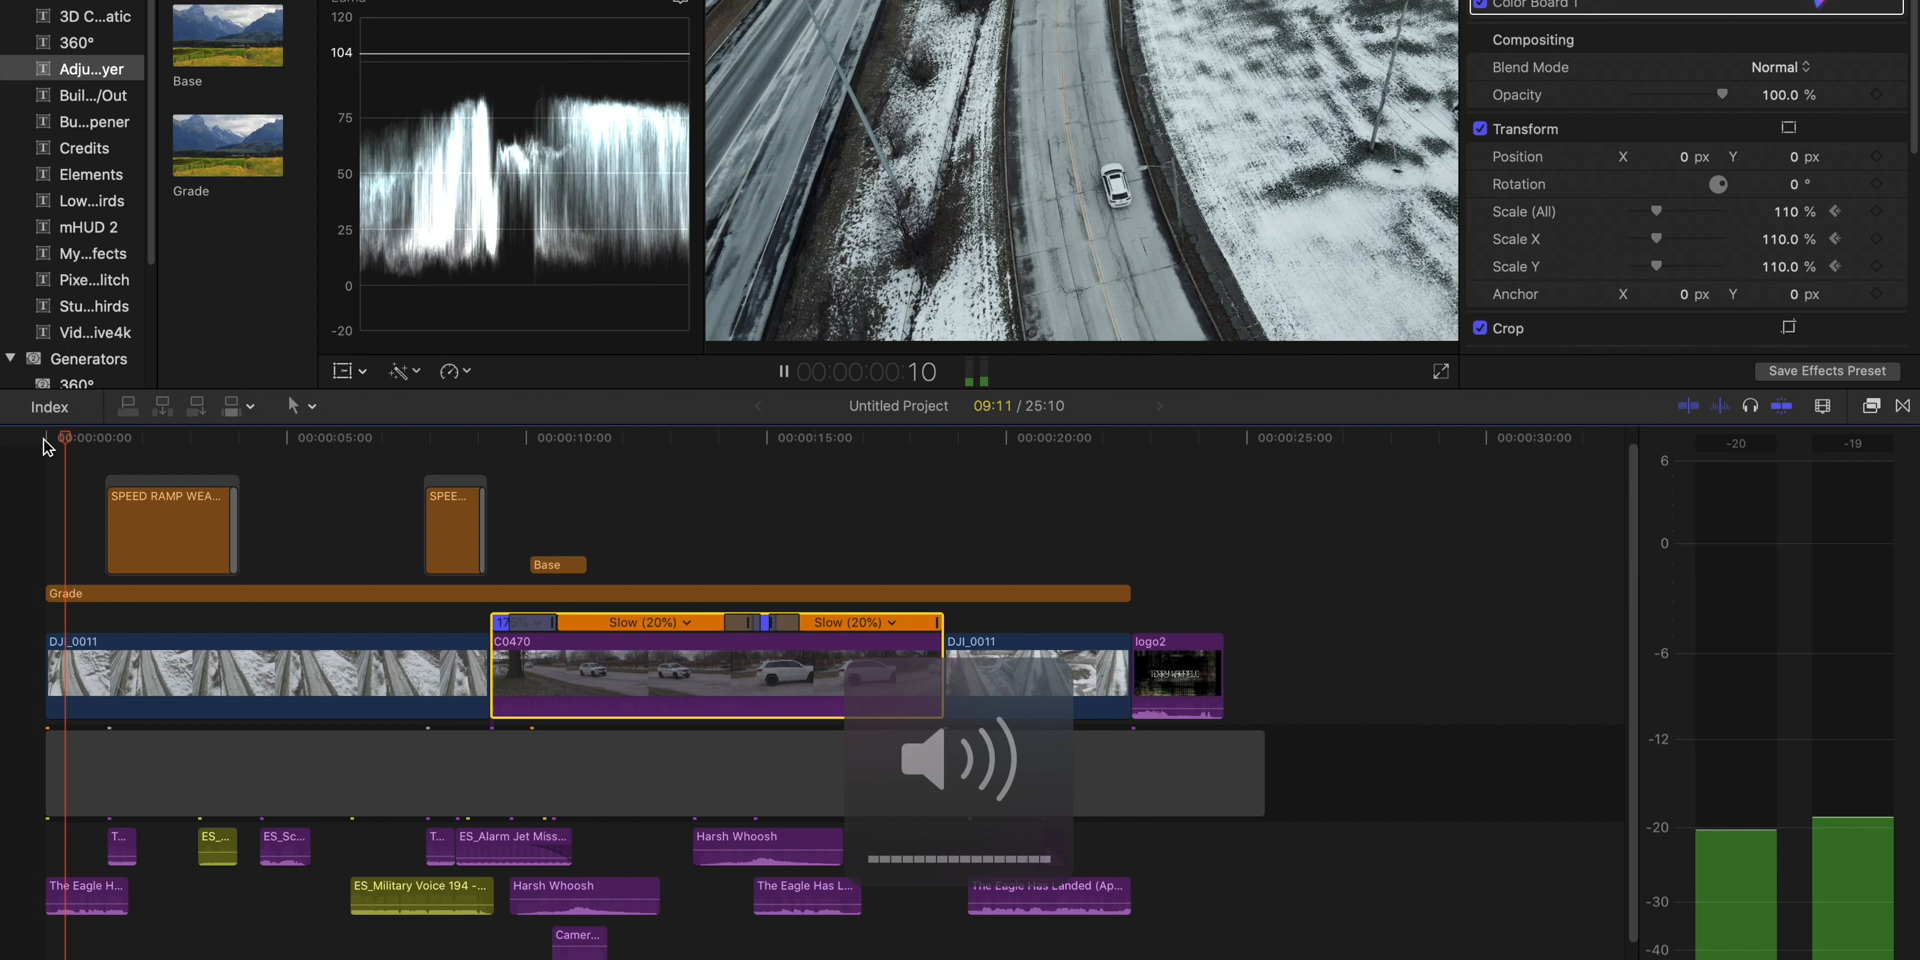 3D C...atic
360°
Adju...yer
Buil.../Out
Bu...pener
Credits
Elements
Low...irds
mHUD 2
My...fects
Pixe...litch
Stu...hirds
Vid...ive4k
Generators
360°
Base
Grade
Luma
120
104
75
50
25
0
-20
00:00:00:10
Color Board 1
Compositing
Blend Mode Normal
Opacity 100.0 %
Transform
Position X 0 px Y 0 px
Rotation 0 °
Scale (All) 110 %
Scale X 110.0 %
Scale Y 110.0 %
Anchor X 0 px Y 0 px
Crop
Save Effects Preset
Index
Untitled Project 09:11 / 25:10
00:00:00:00 00:00:05:00 00:00:10:00 00:00:15:00 00:00:20:00 00:00:25:00 00:00:30:00
SPEED RAMP WEA...
SPEE...
Base
Grade
175% Slow (20%) Slow (20%)
DJI_0011
C0470
DJI_0011
logo2
T...
ES_...
ES_Sc...
T...
ES_Alarm Jet Miss...
Harsh Whoosh
The Eagle H...
ES_Military Voice 194 -...
Harsh Whoosh
The Eagle Has L...
The Eagle Has Landed (Ap...
Camer...
-20 -19
6
0
-6
-12
-20
-30
-40